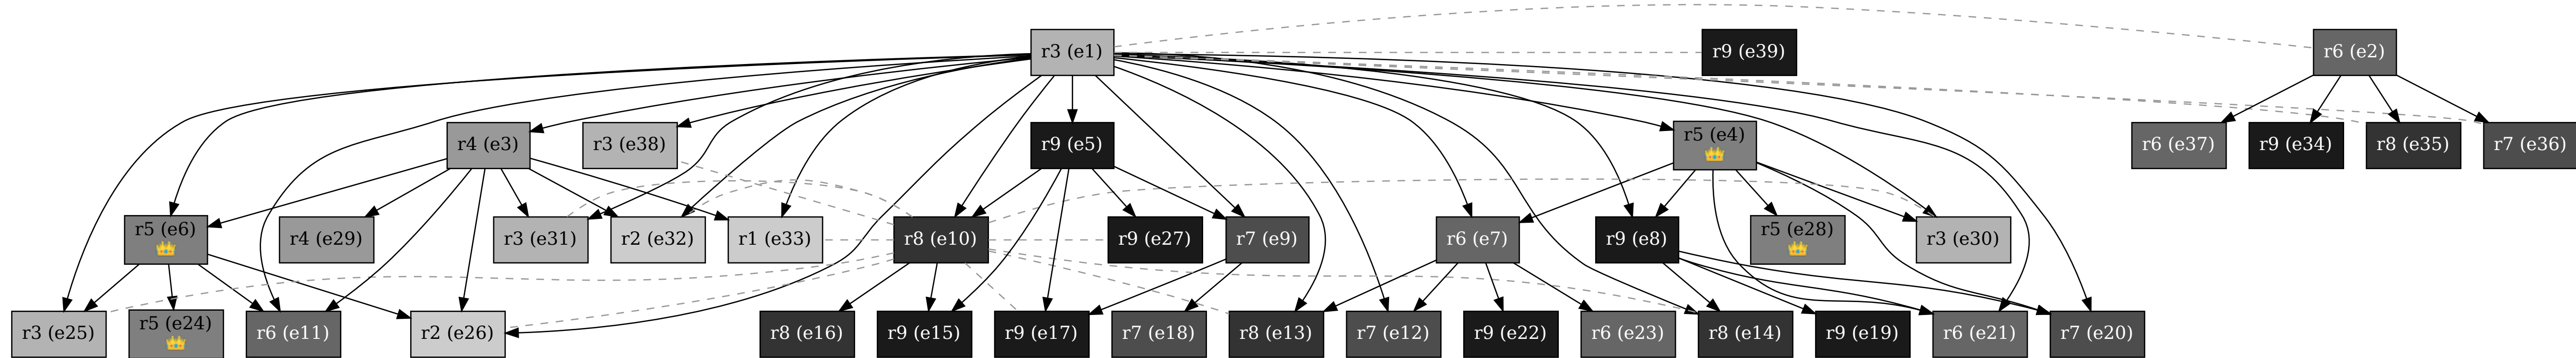 r3 (e1)
r9 (e39)
r6 (e2)
r4 (e3)
r3 (e38)
r9 (e5)
r5 (e4)
👑
r6 (e37)
r9 (e34)
r8 (e35)
r7 (e36)
r5 (e6)
👑
r4 (e29)
r3 (e31)
r2 (e32)
r1 (e33)
r8 (e10)
r9 (e27)
r7 (e9)
r6 (e7)
r9 (e8)
r5 (e28)
👑
r3 (e30)
r3 (e25)
r5 (e24)
👑
r6 (e11)
r2 (e26)
r8 (e16)
r9 (e15)
r9 (e17)
r7 (e18)
r8 (e13)
r7 (e12)
r9 (e22)
r6 (e23)
r8 (e14)
r9 (e19)
r6 (e21)
r7 (e20)